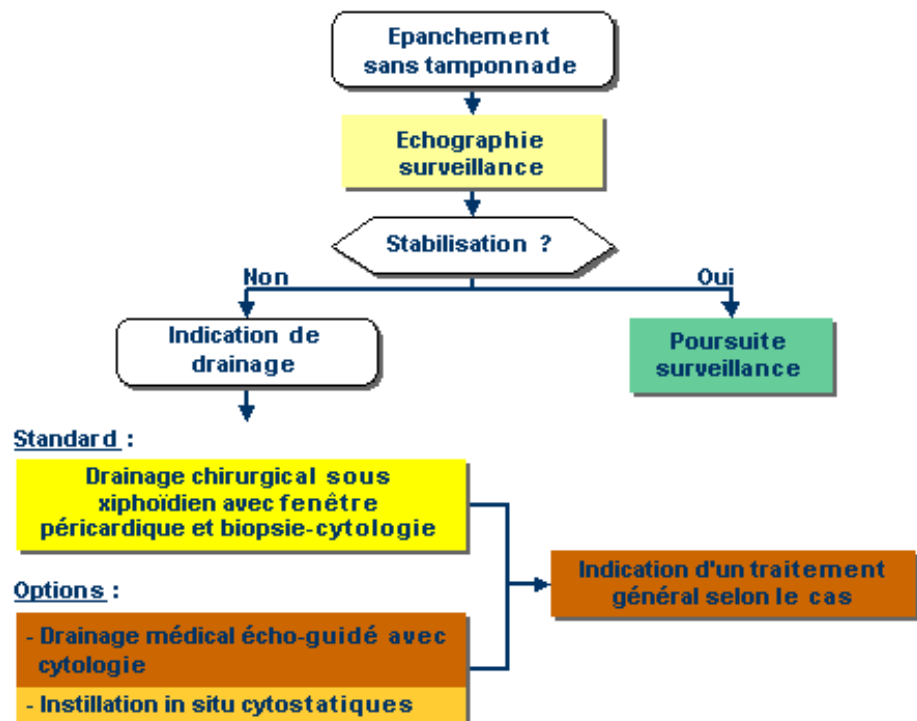 Epanchement
sans tamponnade
Echographie
surveillance
Stabilisation ?
Non
Oui
Indication de
drainage
Poursuite
surveillance
Standard :
Drainage chirurgical sous
xiphoïdien avec fenêtre
péricardique et biopsie-cytologie
Indication d'un traitement
général selon le cas
Options :
- Drainage médical écho-guidé avec
cytologie
- Instillation in situ cytostatiques